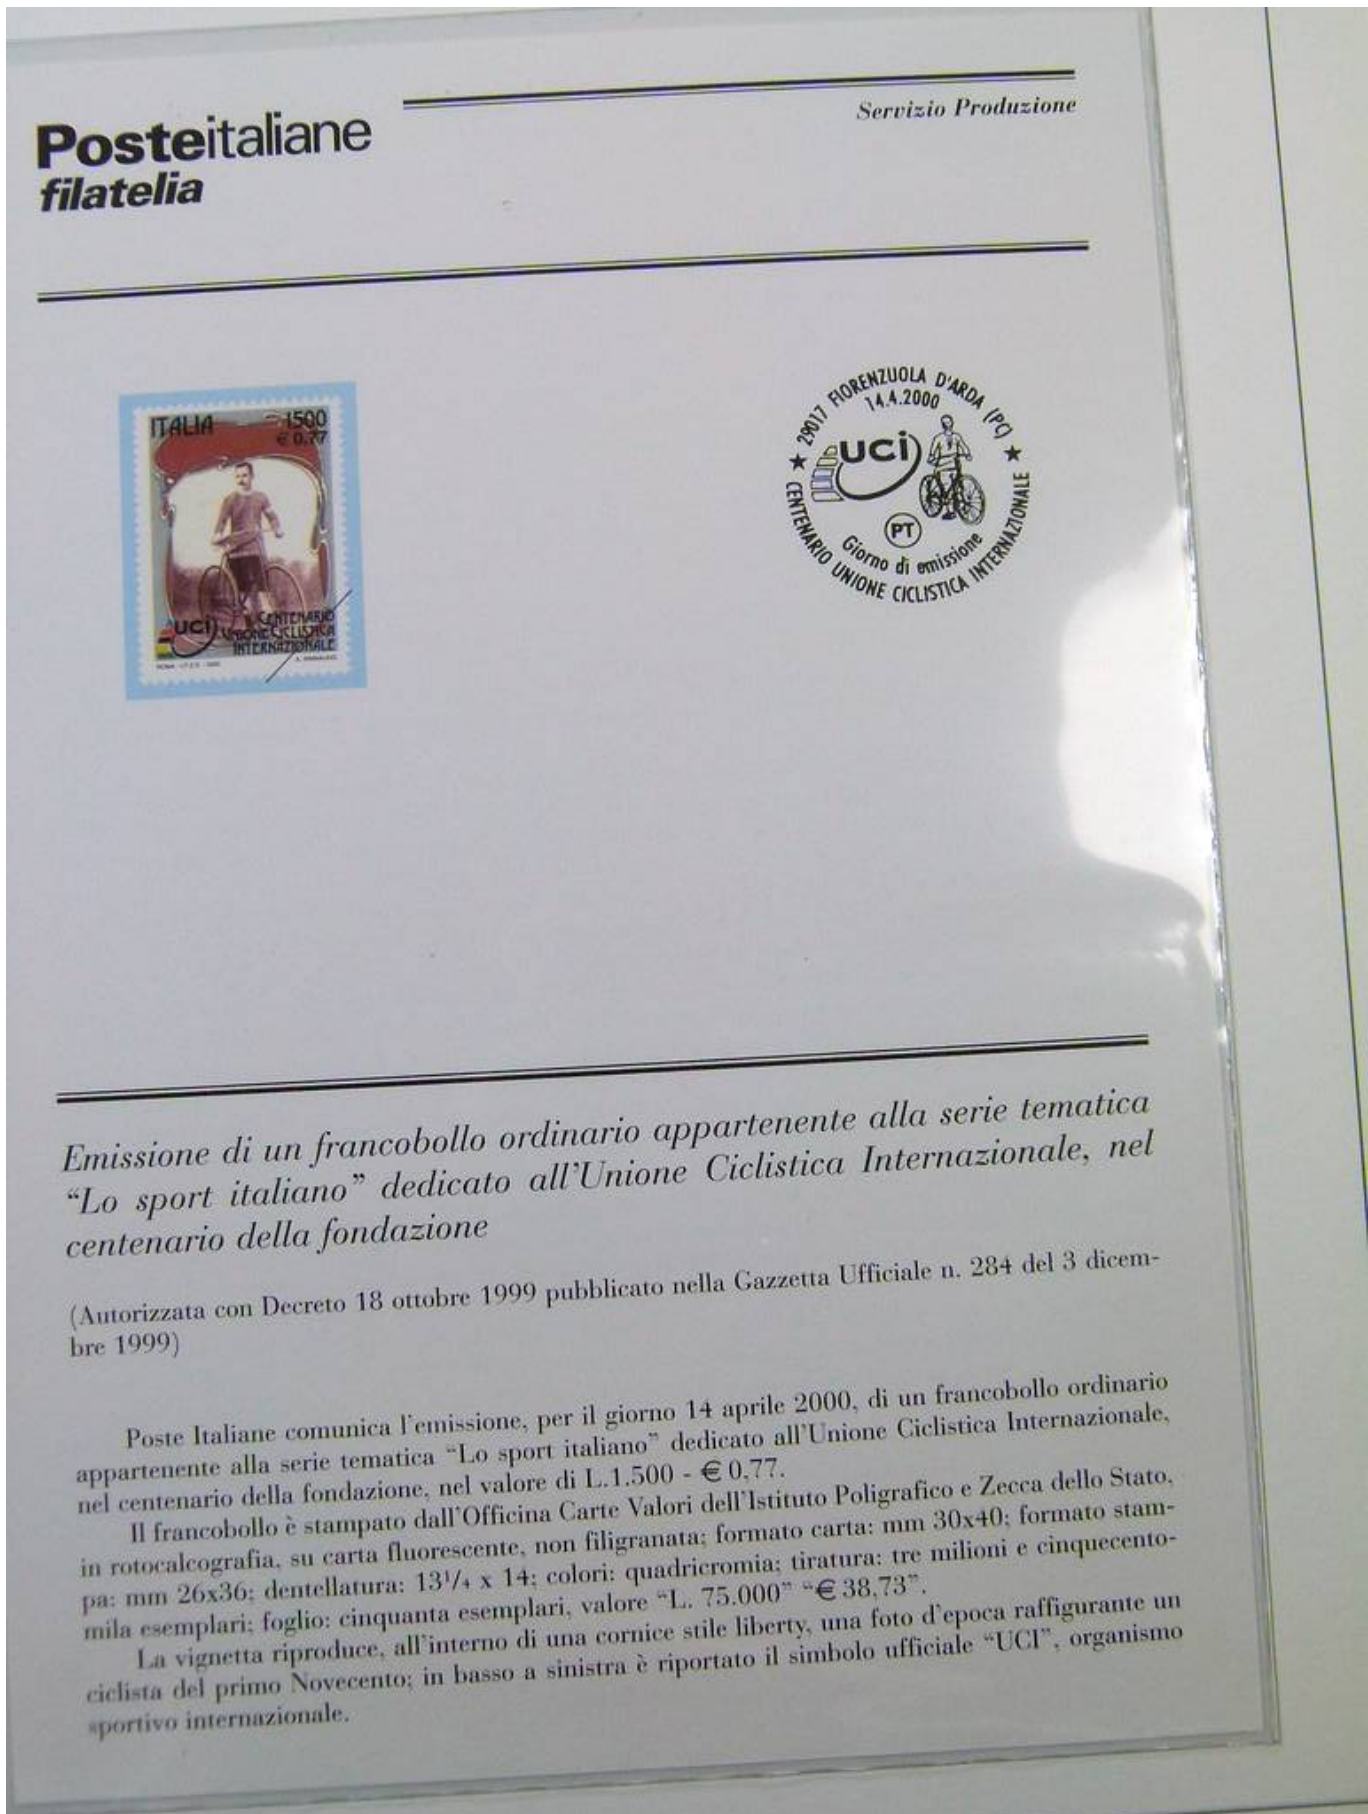 Posteitaliane
filatelia
Servizio Produzione
ITALIA 1500
€ 0,77
UCI
CENTENARIO
UNIONE CICLISTICA
INTERNAZIONALE
★ 29017 FIORENZUOLA D'ARDA (PC) ★
14.4.2000
UCI
PT
Giorno di emissione
CENTENARIO UNIONE CICLISTICA INTERNAZIONALE
Emissione di un francobollo ordinario appartenente alla serie tematica
“Lo sport italiano” dedicato all’Unione Ciclistica Internazionale, nel
centenario della fondazione
(Autorizzata con Decreto 18 ottobre 1999 pubblicato nella Gazzetta Ufficiale n. 284 del 3 dicem-
bre 1999)
Poste Italiane comunica l’emissione, per il giorno 14 aprile 2000, di un francobollo ordinario
appartenente alla serie tematica “Lo sport italiano” dedicato all’Unione Ciclistica Internazionale,
nel centenario della fondazione, nel valore di L.1.500 - € 0,77.
Il francobollo è stampato dall’Officina Carte Valori dell’Istituto Poligrafico e Zecca dello Stato,
in rotocalcografia, su carta fluorescente, non filigranata; formato carta: mm 30x40; formato stam-
pa: mm 26x36; dentellatura: 13¹/₄ x 14; colori: quadricromia; tiratura: tre milioni e cinquecento-
mila esemplari; foglio: cinquanta esemplari, valore “L. 75.000” “€ 38,73”.
La vignetta riproduce, all’interno di una cornice stile liberty, una foto d’epoca raffigurante un
ciclista del primo Novecento; in basso a sinistra è riportato il simbolo ufficiale “UCI”, organismo
sportivo internazionale.